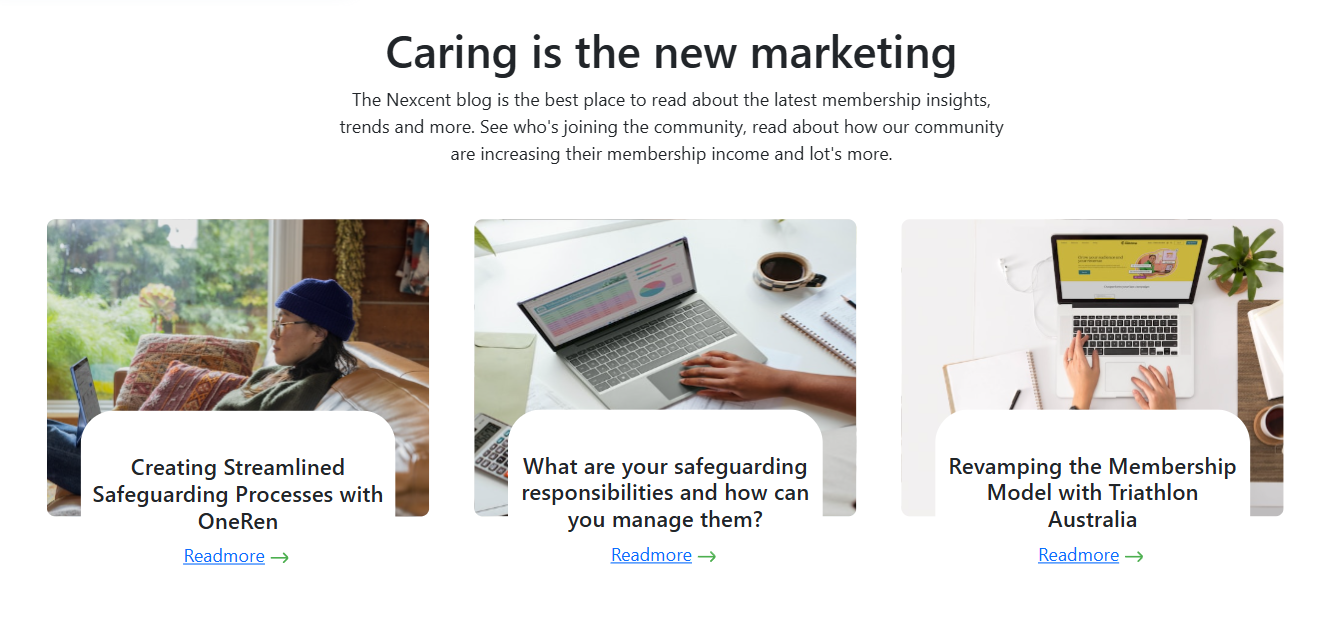 Caring is the new marketing
The Nexcent blog is the best place to read about the latest membership insights,
trends and more. See who's joining the community, read about how our community
are increasing their membership income and lot's more.
Creating Streamlined
Safeguarding Processes with
OneRen
Readmore →
What are your safeguarding
responsibilities and how can
you manage them?
Readmore →
Revamping the Membership
Model with Triathlon
Australia
Readmore →